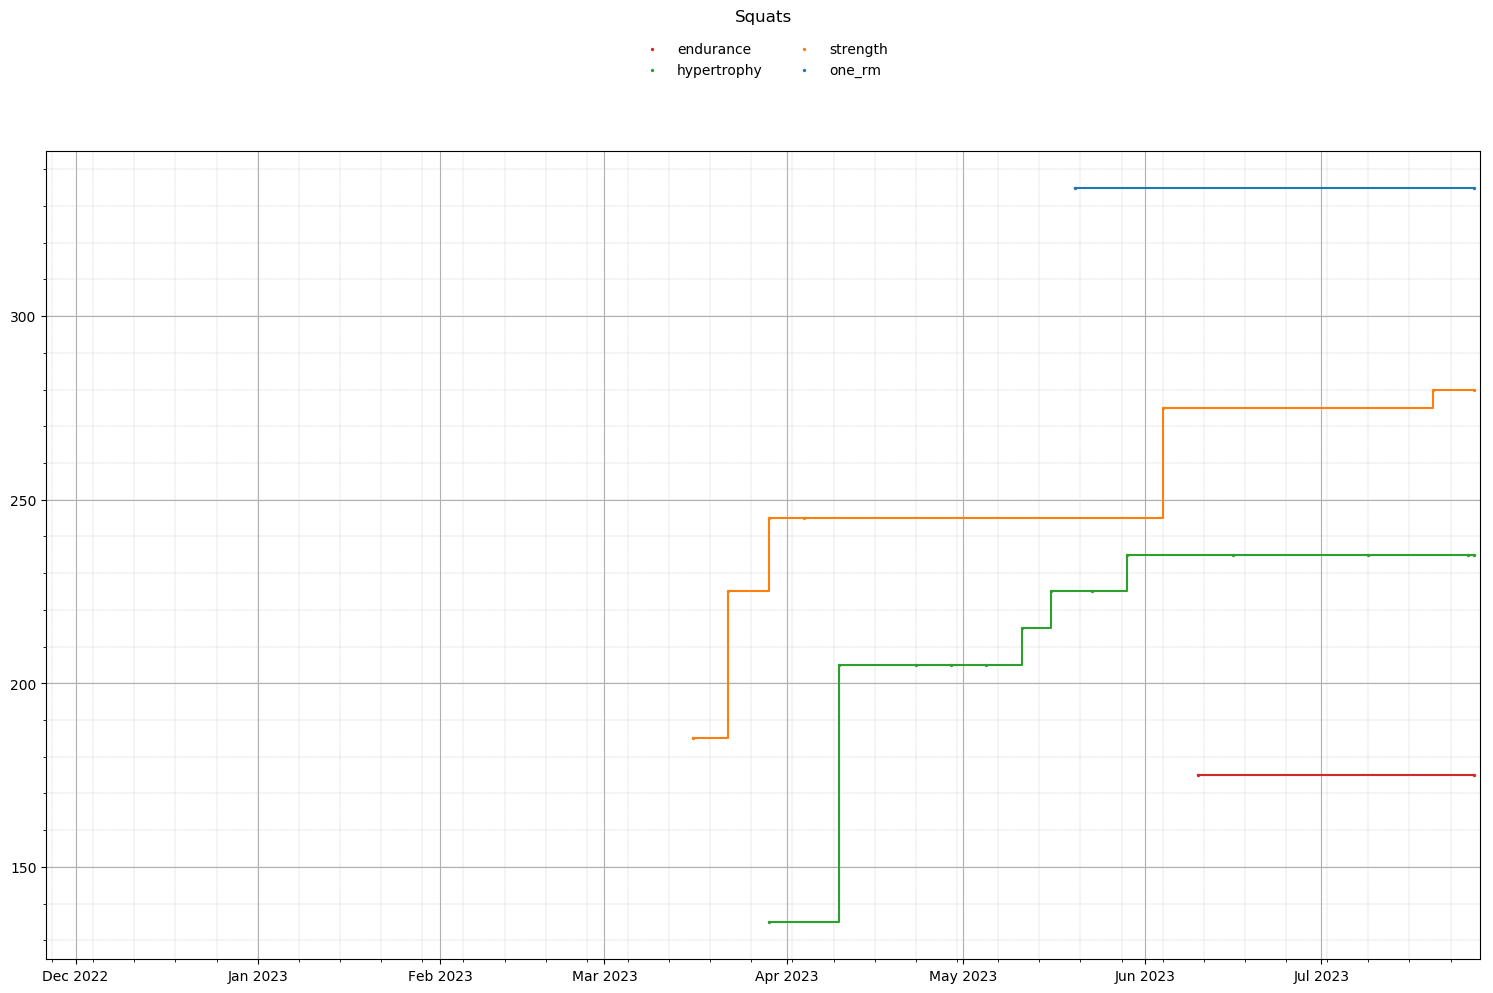 Squats
endurance strength
hypertrophy one_rm
300
250
200
150
Dec 2022 Jan 2023 Feb 2023 Mar 2023 Apr 2023 May 2023 Jun 2023 Jul 2023